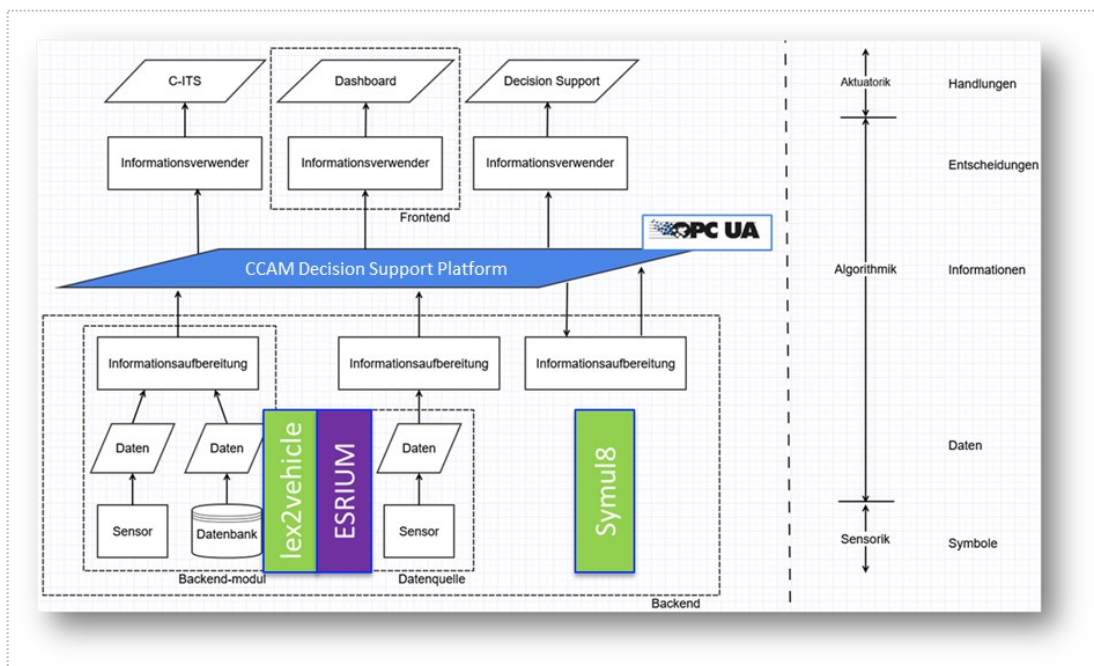 C-ITS
Dashboard
Decision Support
Aktuatorik
Handlungen
Informationsverwender
Informationsverwender
Informationsverwender
Entscheidungen
Frontend
OPC UA
CCAM Decision Support Platform
Algorithmik
Informationen
Informationsaufbereitung
Informationsaufbereitung
Informationsaufbereitung
Daten
Daten
lex2vehicle
ESRIUM
Daten
Symul8
Daten
Sensor
Datenbank
Sensor
Sensorik
Symbole
Backend-modul
Datenquelle
Backend